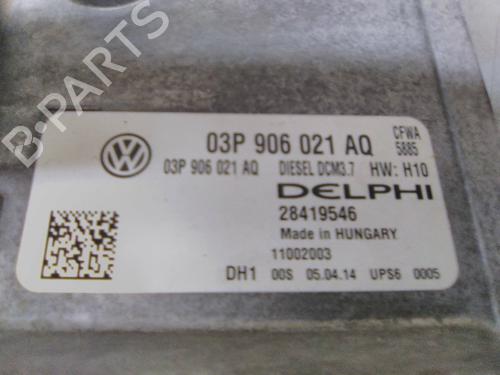 03P 906 021 AQ CFWA
5885
03P 906 021 AQ DIESEL DCM3.7 HW: H10
DELPHI
28419546
Made in HUNGARY
11002003
DH1 00S 05.04.14 UPS6 0005
B-PARTS